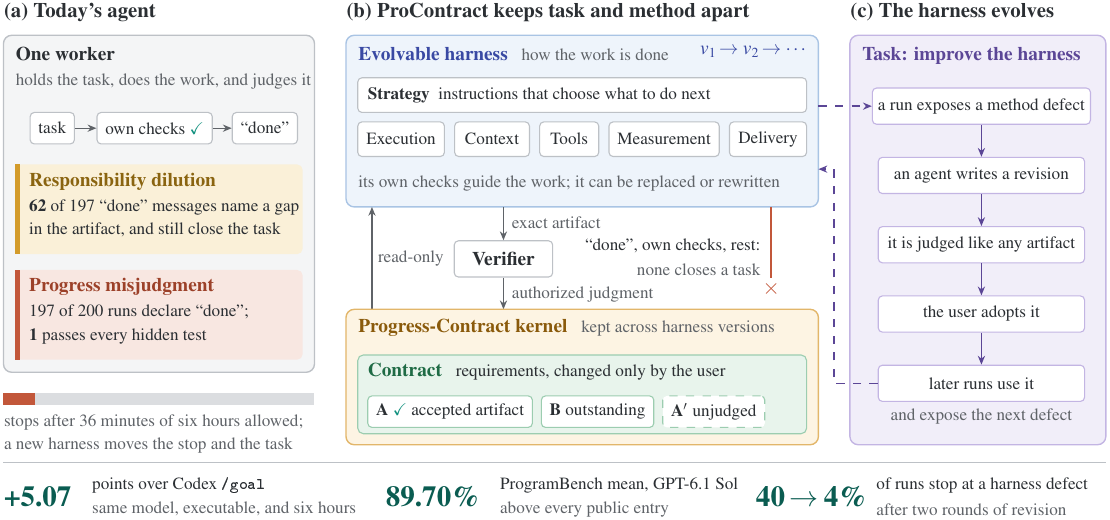 (a) Today's agent
One worker
holds the task, does the work, and judges it
task → own checks ✓ → “done”
Responsibility dilution
62 of 197 “done” messages name a gap
in the artifact, and still close the task
Progress misjudgment
197 of 200 runs declare “done”;
1 passes every hidden test
stops after 36 minutes of six hours allowed;
a new harness moves the stop and the task
(b) ProContract keeps task and method apart
Evolvable harness how the work is done v1 → v2 → ···
Strategy instructions that choose what to do next
Execution Context Tools Measurement Delivery
its own checks guide the work; it can be replaced or rewritten
exact artifact
read-only
Verifier
“done”, own checks, rest:
none closes a task
×
authorized judgment
Progress-Contract kernel kept across harness versions
Contract requirements, changed only by the user
A ✓ accepted artifact B outstanding A′ unjudged
(c) The harness evolves
Task: improve the harness
a run exposes a method defect
an agent writes a revision
it is judged like any artifact
the user adopts it
later runs use it
and expose the next defect
+5.07 points over Codex /goal
same model, executable, and six hours
89.70% ProgramBench mean, GPT-6.1 Sol
above every public entry
40 → 4% of runs stop at a harness defect
after two rounds of revision